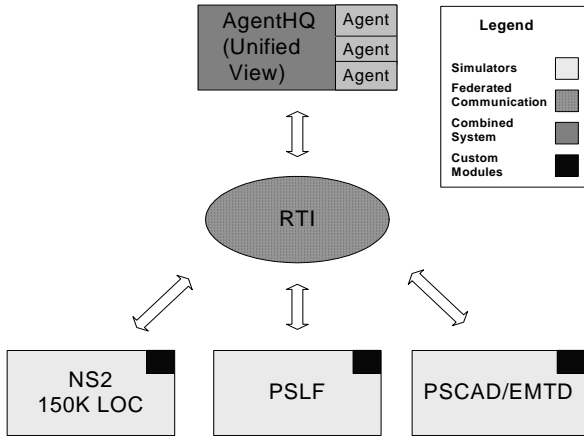 AgentHQ
(Unified
View)
Agent
Agent
Agent
Legend
Simulators
Federated
Communication
Combined
System
Custom
Modules
RTI
NS2
150K LOC
PSLF
PSCAD/EMTD